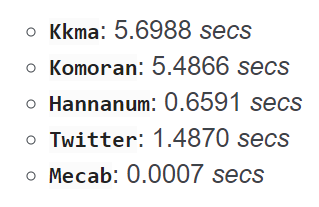 Kkma: 5.6988 secs
Komoran: 5.4866 secs
Hannanum: 0.6591 secs
Twitter: 1.4870 secs
Mecab: 0.0007 secs